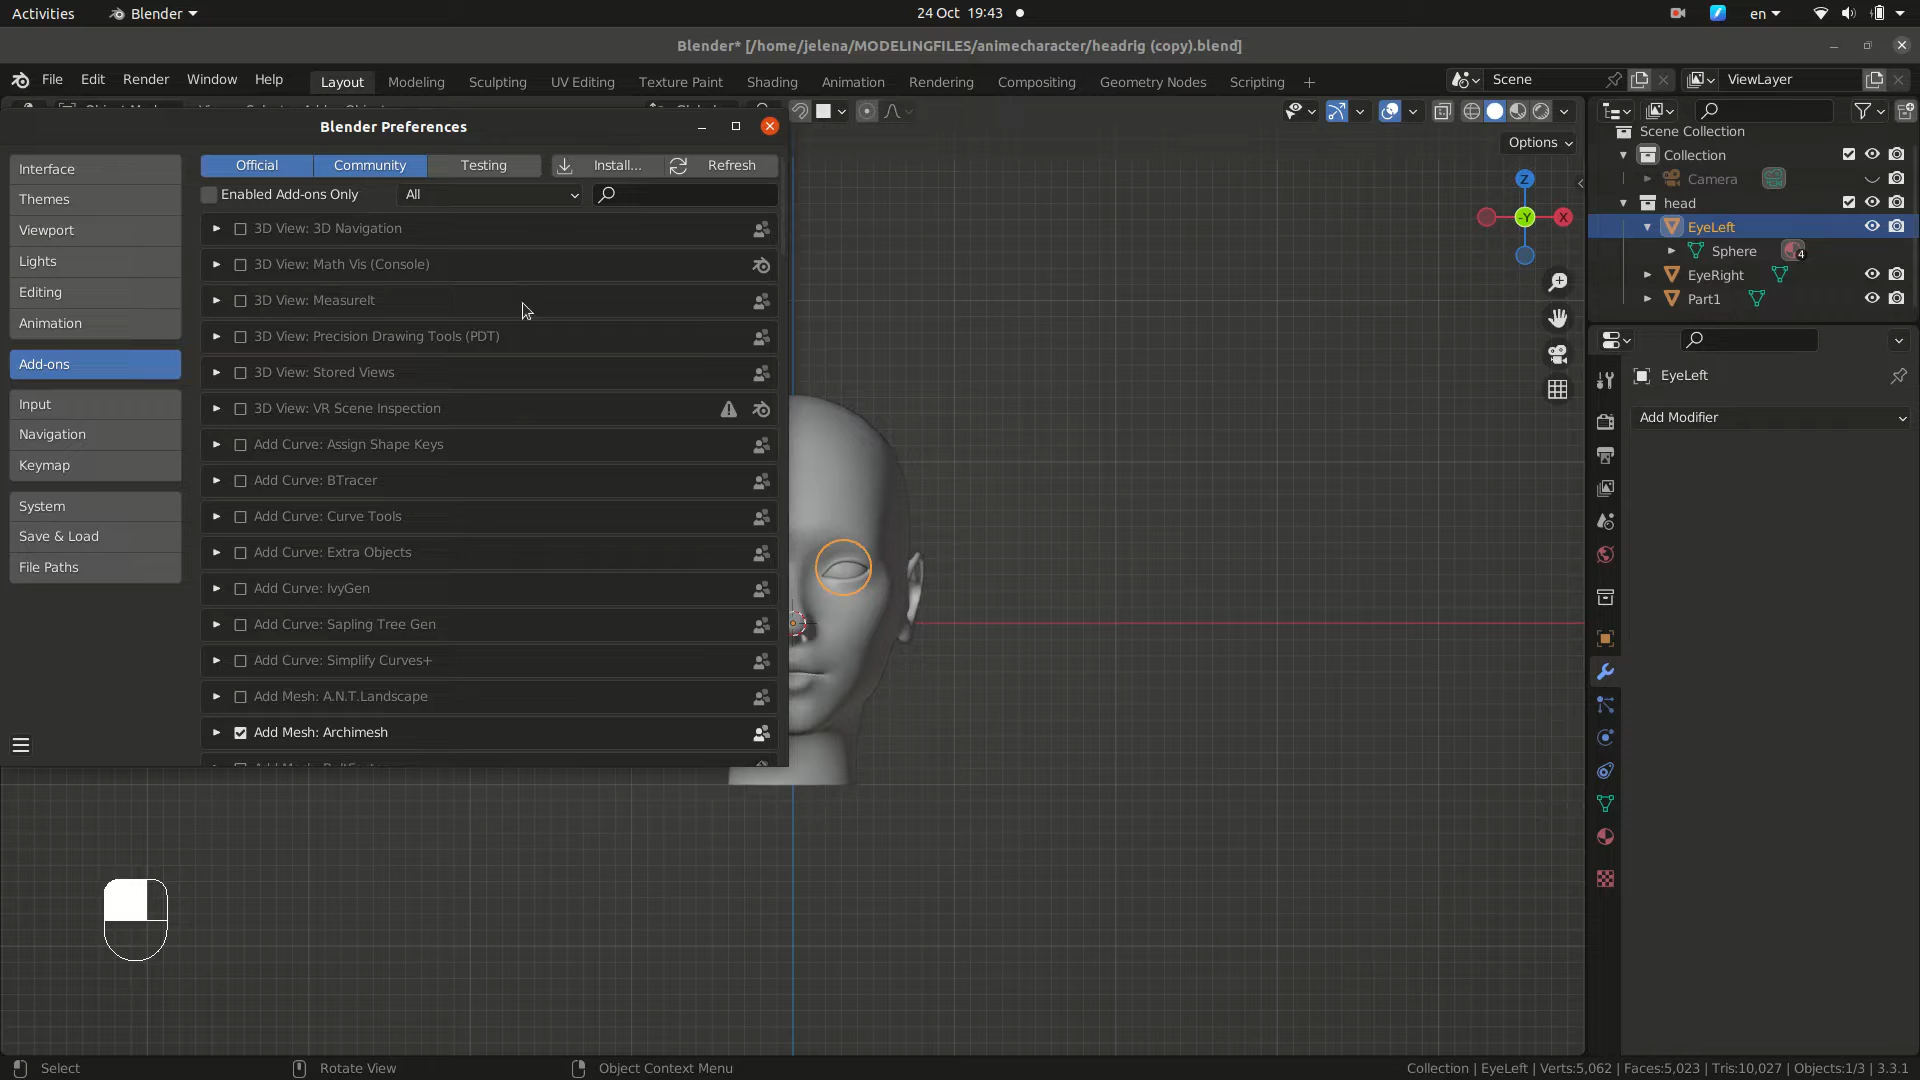 Activities
Blender
24 Oct 19:43
en
Blender* [/home/jelena/MODELINGFILES/animecharacter/headrig (copy).blend]
File Edit Render Window Help
Layout Modeling Sculpting UV Editing Texture Paint Shading Animation Rendering Compositing Geometry Nodes Scripting +
Scene
ViewLayer
Options
Blender Preferences
Interface
Themes
Viewport
Lights
Editing
Animation
Add-ons
Input
Navigation
Keymap
System
Save & Load
File Paths
Official Community Testing Install... Refresh
Enabled Add-ons Only All
3D View: 3D Navigation
3D View: Math Vis (Console)
3D View: MeasureIt
3D View: Precision Drawing Tools (PDT)
3D View: Stored Views
3D View: VR Scene Inspection
Add Curve: Assign Shape Keys
Add Curve: BTracer
Add Curve: Curve Tools
Add Curve: Extra Objects
Add Curve: IvyGen
Add Curve: Sapling Tree Gen
Add Curve: Simplify Curves+
Add Mesh: A.N.T.Landscape
Add Mesh: Archimesh
Z
-Y
X
Scene Collection
Collection
Camera
head
EyeLeft
Sphere 4
EyeRight
Part1
EyeLeft
Add Modifier
Select
Rotate View
Object Context Menu
Collection | EyeLeft | Verts:5,062 | Faces:5,023 | Tris:10,027 | Objects:1/3 | 3.3.1